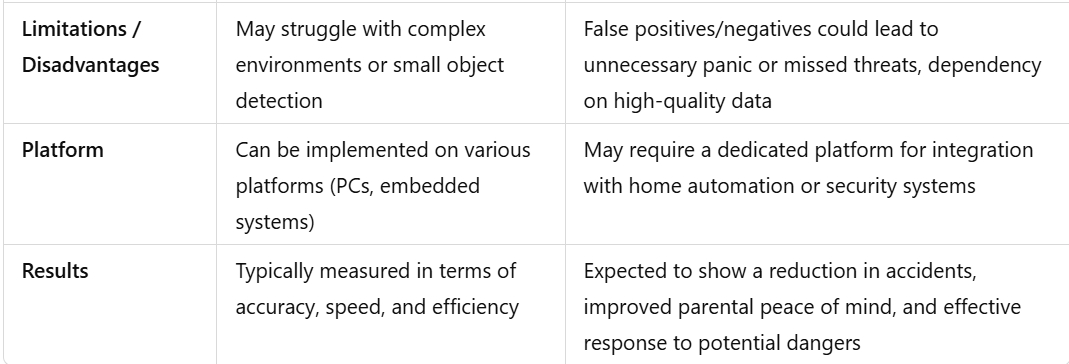 Limitations /
Disadvantages
May struggle with complex
environments or small object
detection
False positives/negatives could lead to
unnecessary panic or missed threats, dependency
on high-quality data
Platform
Can be implemented on various
platforms (PCs, embedded
systems)
May require a dedicated platform for integration
with home automation or security systems
Results
Typically measured in terms of
accuracy, speed, and efficiency
Expected to show a reduction in accidents,
improved parental peace of mind, and effective
response to potential dangers